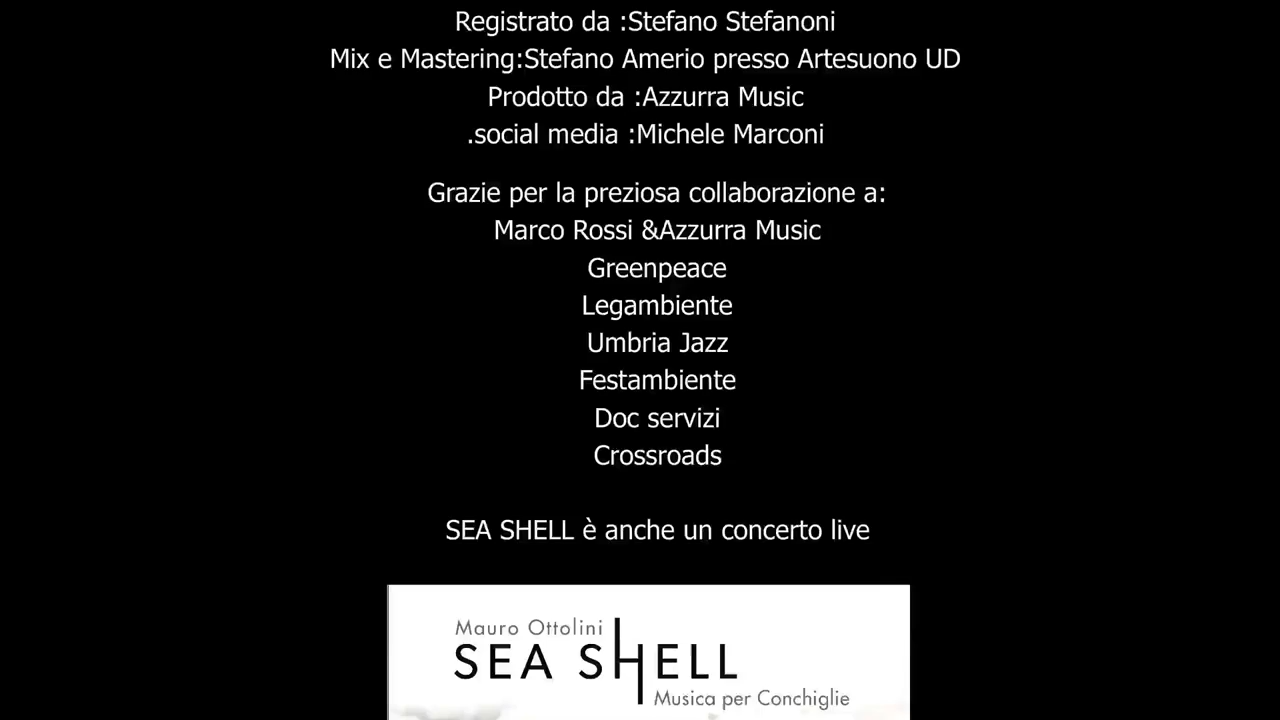 Registrato da :Stefano Stefanoni
Mix e Mastering:Stefano Amerio presso Artesuono UD
Prodotto da :Azzurra Music
.social media :Michele Marconi
Grazie per la preziosa collaborazione a:
Marco Rossi &Azzurra Music
Greenpeace
Legambiente
Umbria Jazz
Festambiente
Doc servizi
Crossroads
SEA SHELL è anche un concerto live
Mauro Ottolini
SEA SHELL
Musica per Conchiglie